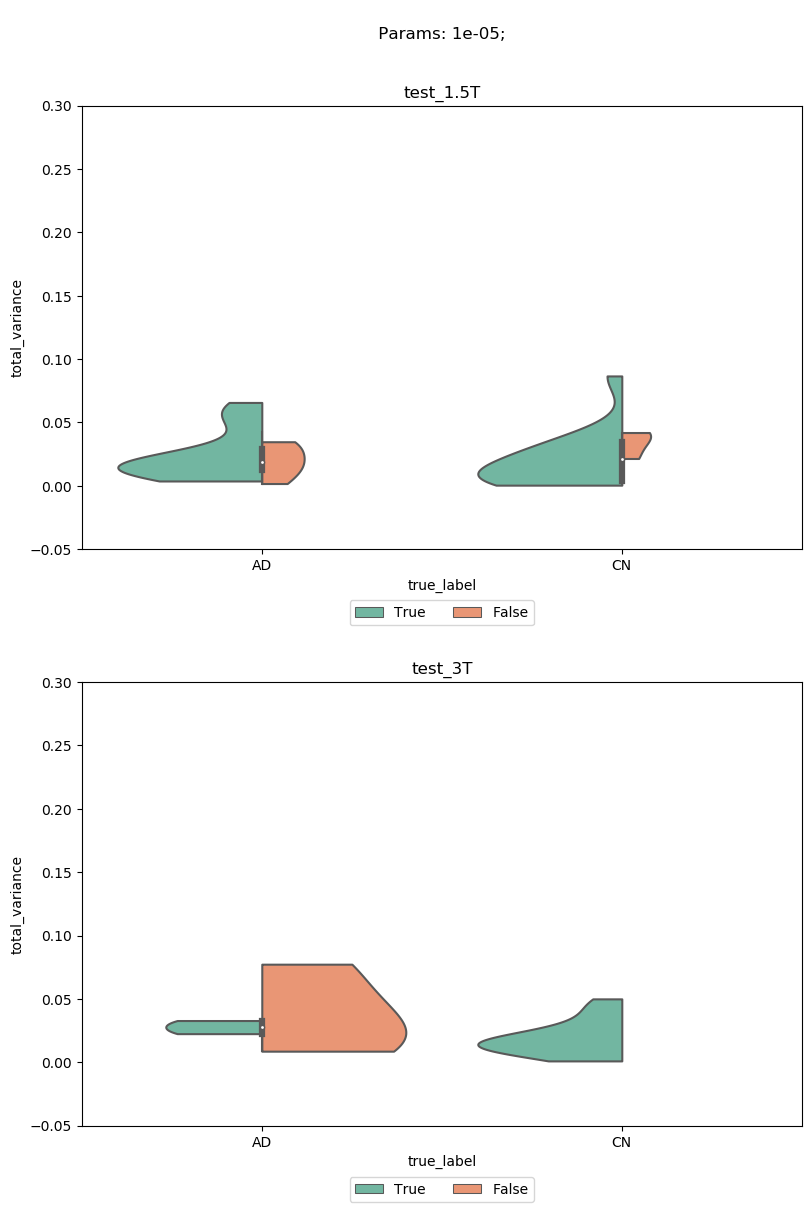 Params: 1e-05;
test_1.5T
0.30
0.25
0.20
0.15
0.10
0.05
0.00
−0.05
total_variance
AD CN
true_label
True False
test_3T
0.30
0.25
0.20
0.15
0.10
0.05
0.00
−0.05
total_variance
AD CN
true_label
True False